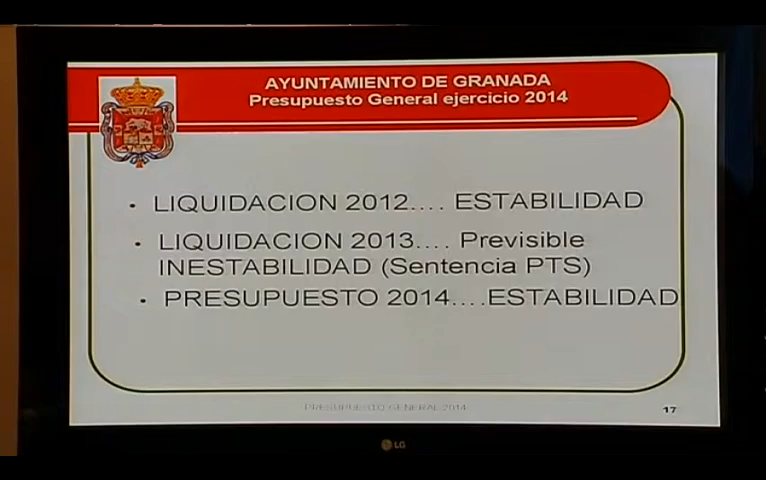 AYUNTAMIENTO DE GRANADA
Presupuesto General ejercicio 2014
• LIQUIDACION 2012.... ESTABILIDAD
• LIQUIDACION 2013.... Previsible
INESTABILIDAD (Sentencia PTS)
• PRESUPUESTO 2014....ESTABILIDAD
PRESUPUESTO GENERAL 2014
17
LG